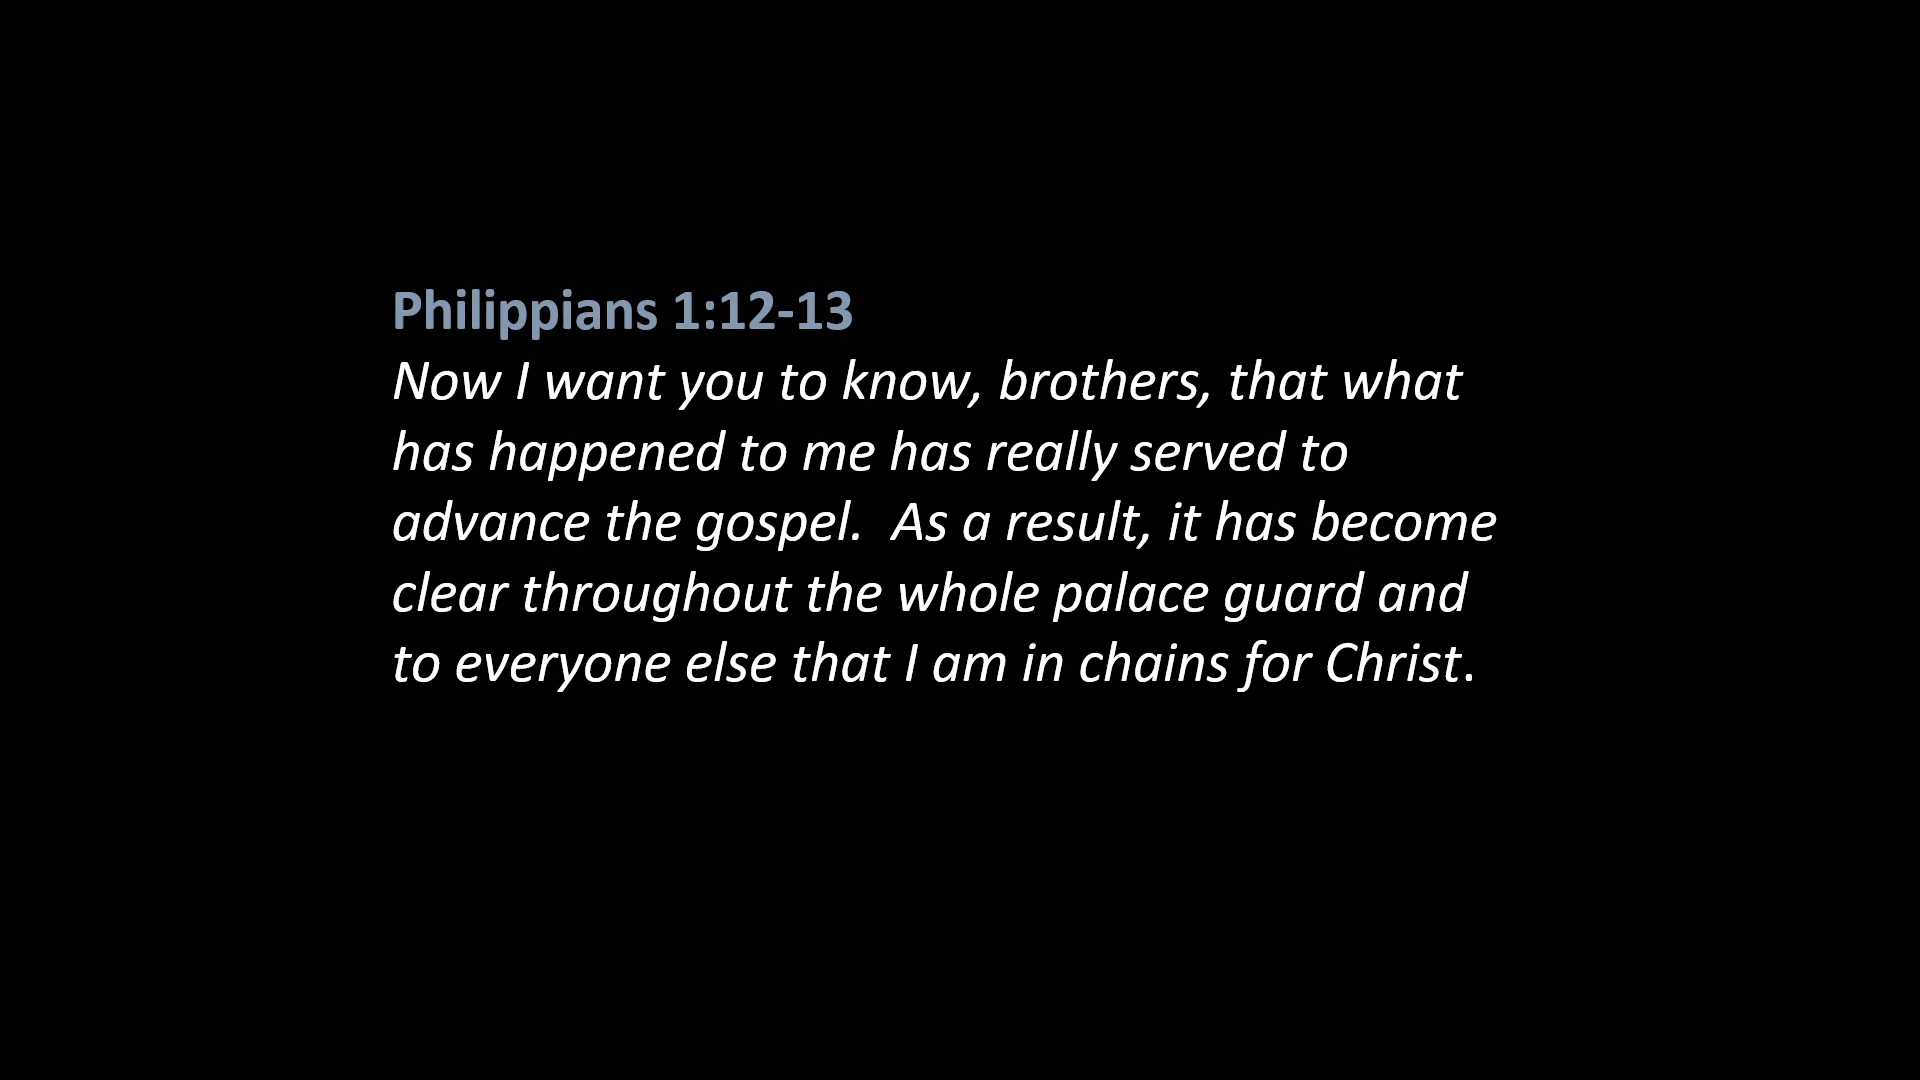 Philippians 1:12-13
Now I want you to know, brothers, that what
has happened to me has really served to
advance the gospel.  As a result, it has become
clear throughout the whole palace guard and
to everyone else that I am in chains for Christ.